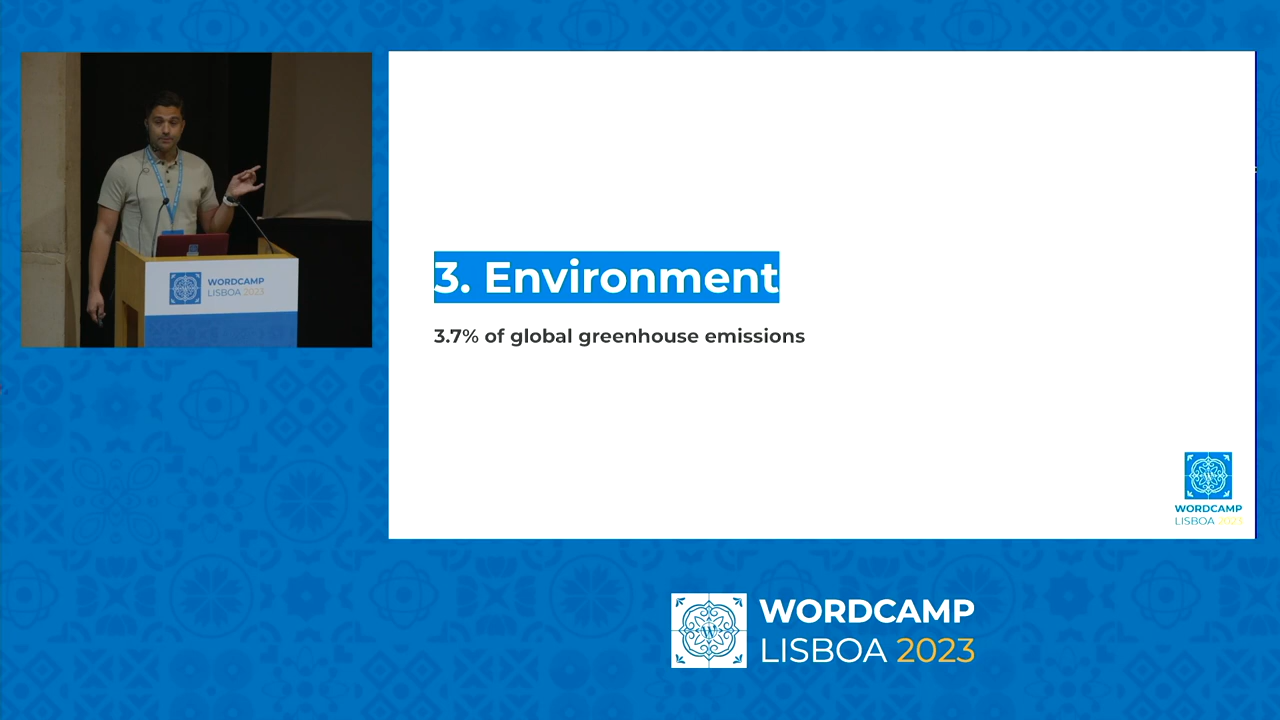 WORDCAMP
LISBOA 2023
3. Environment
3.7% of global greenhouse emissions
WORDCAMP
LISBOA 2023
WORDCAMP
LISBOA 2023